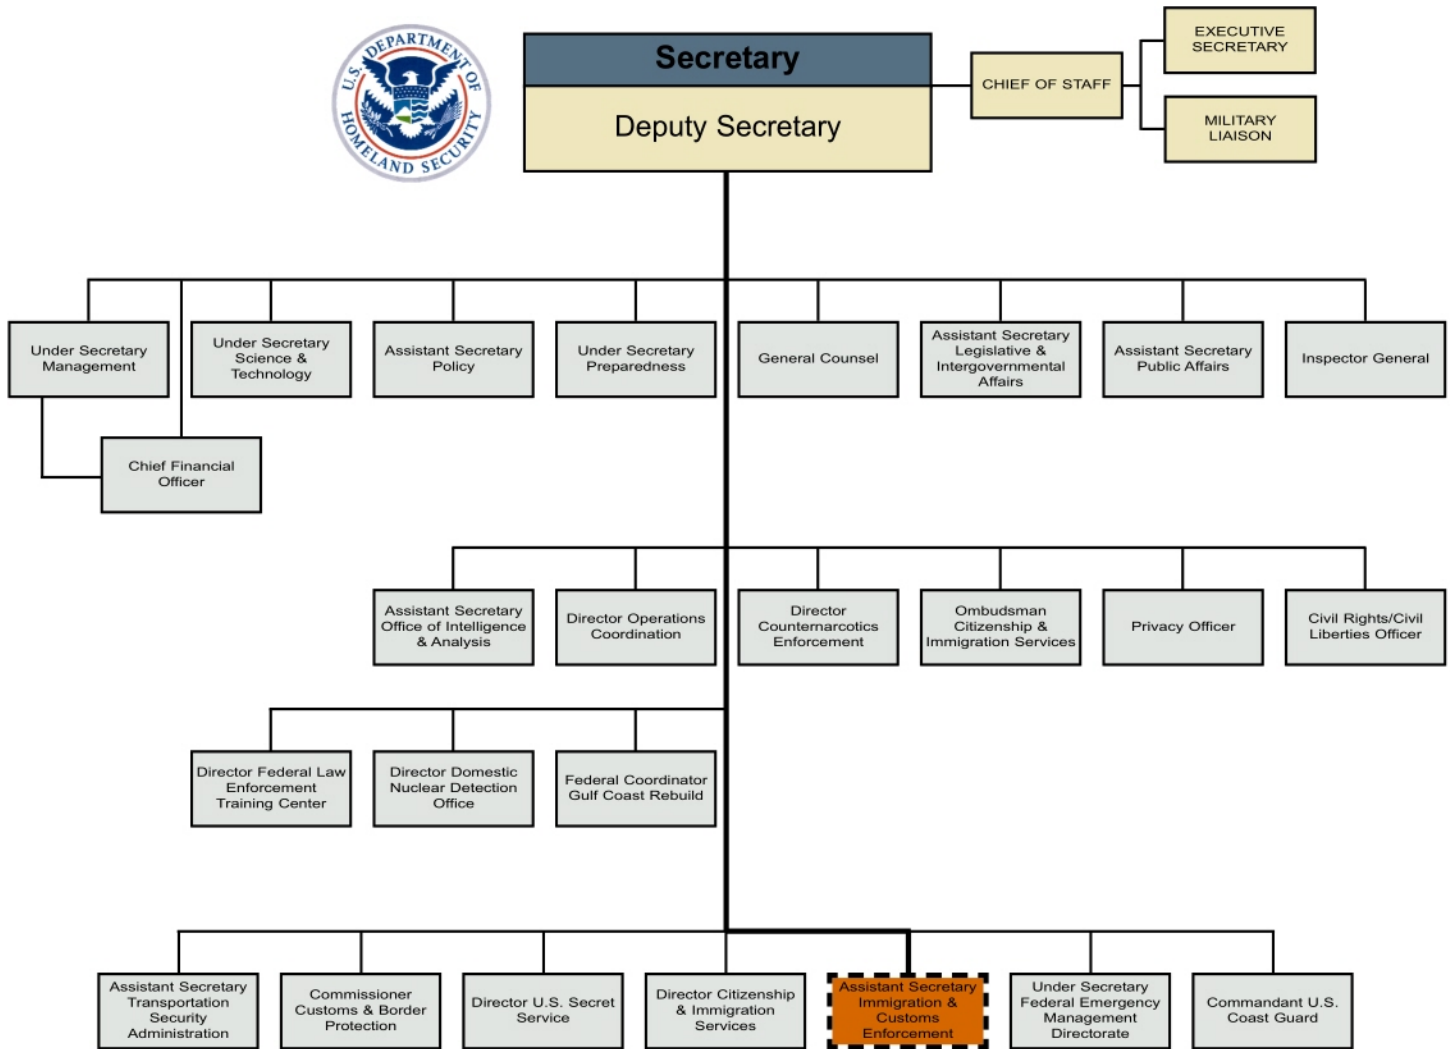 U.S. DEPARTMENT OF
HOMELAND SECURITY
Secretary
Deputy Secretary
CHIEF OF STAFF
EXECUTIVE
SECRETARY
MILITARY
LIAISON
Under Secretary
Management
Under Secretary
Science &
Technology
Assistant Secretary
Policy
Under Secretary
Preparedness
General Counsel
Assistant Secretary
Legislative &
Intergovernmental
Affairs
Assistant Secretary
Public Affairs
Inspector General
Chief Financial
Officer
Assistant Secretary
Office of Intelligence
& Analysis
Director Operations
Coordination
Director
Counternarcotics
Enforcement
Ombudsman
Citizenship &
Immigration Services
Privacy Officer
Civil Rights/Civil
Liberties Officer
Director Federal Law
Enforcement
Training Center
Director Domestic
Nuclear Detection
Office
Federal Coordinator
Gulf Coast Rebuild
Assistant Secretary
Transportation
Security
Administration
Commissioner
Customs & Border
Protection
Director U.S. Secret
Service
Director Citizenship
& Immigration
Services
Assistant Secretary
Immigration &
Customs
Enforcement
Under Secretary
Federal Emergency
Management
Directorate
Commandant U.S.
Coast Guard